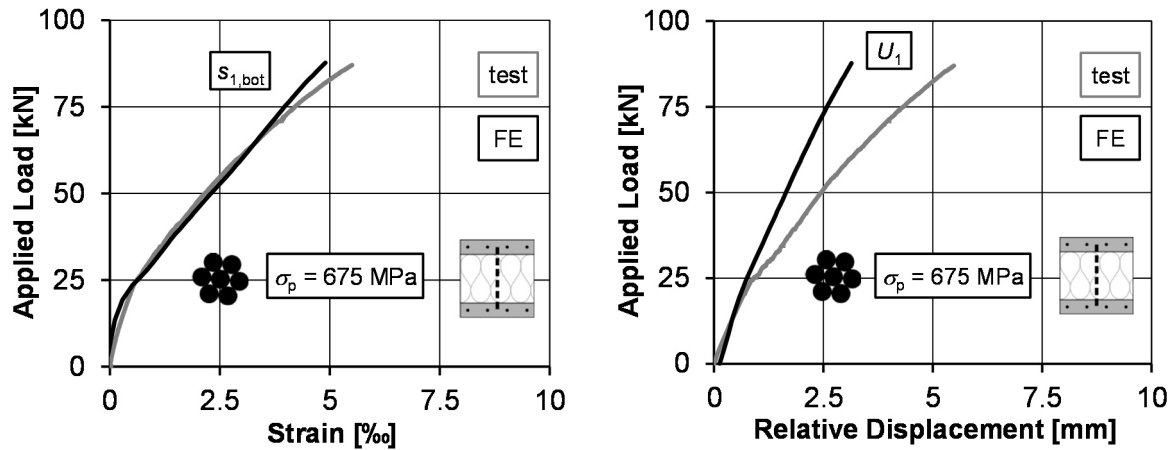 100
75
50
25
0
Applied Load [kN]
s1,bot
test
FE
σp = 675 MPa
0 2.5 5 7.5 10
Strain [‰]
100
75
50
25
0
Applied Load [kN]
U1
test
FE
σp = 675 MPa
0 2.5 5 7.5 10
Relative Displacement [mm]